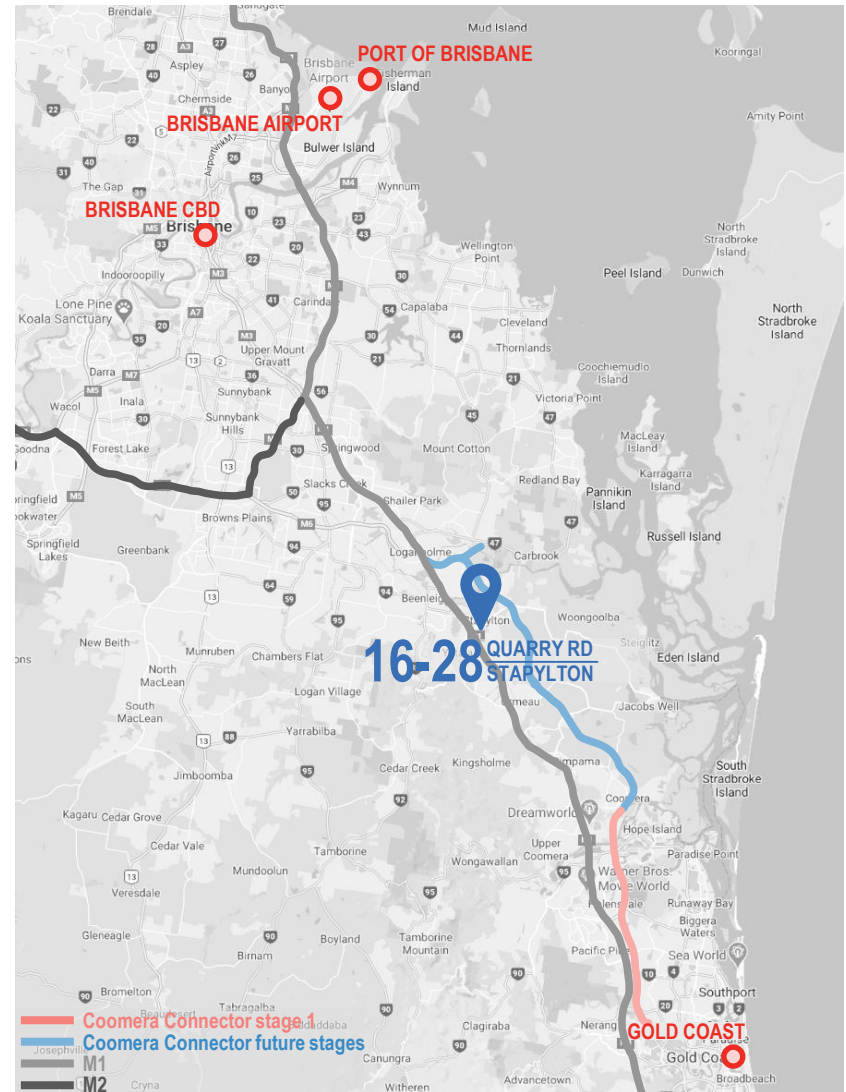 Sandgate
Mud Island
Kooringal
PORT OF BRISBANE
Aspley
Brisbane
Airport
Banyo
Island
Chermside
BRISBANE AIRPORT
Amity Point
Bulwer Island
The Gap
Wynnum
BRISBANE CBD
Brisbane
North
Stradbroke
Island
Wellington
Point
Indooroopilly
Peel Island
Dunwich
Lone Pine
Koala Sanctuary
Carindale
Capalaba
Cleveland
North
Stradbroke
Island
Thornlands
Upper Mount
Gravatt
Darra
Coochiemudlo
Island
Sunnybank
Inala
Wacol
Victoria Point
Sunnybank
Hills
Goodna
Forest Lake
Springwood
Mount Cotton
MacLeay
Island
Karragarra
Island
Slacks Creek
Redland Bay
Pannikin
Island
Shailer Park
Browns Plains
Russell Island
Springfield
Lakes
Greenbank
Loganholme
Carbrook
Beenleigh
Woongoolba
Stapylton
New Beith
Munruben
Chambers Flat
16-28 QUARRY RD
STAPYLTON
Steiglitz
Eden Island
North
MacLean
Logan Village
South
MacLean
Jacobs Well
Yarrabilba
Cedar Creek
Kingsholme
South
Stradbroke
Island
Jimboomba
Coomera
Dreamworld
Kagaru
Cedar Grove
Hope Island
Cedar Vale
Tamborine
Upper
Coomera
Paradise Point
Wongawallan
Mundoolun
Warner Bros.
Movie World
Veresdale
Runaway Bay
Biggera
Waters
Gleneagle
Boyland
Tamborine
Mountain
Pacific
Sea World
Birnam
Bromelton
Southport
Tabragalba
Coomera Connector stage 1
Clagiraba
Nerang
GOLD COAST
Coomera Connector future stages
M1
Canungra
Gold Coast
M2
Cryna
Witheren
Advancetown
Broadbeach